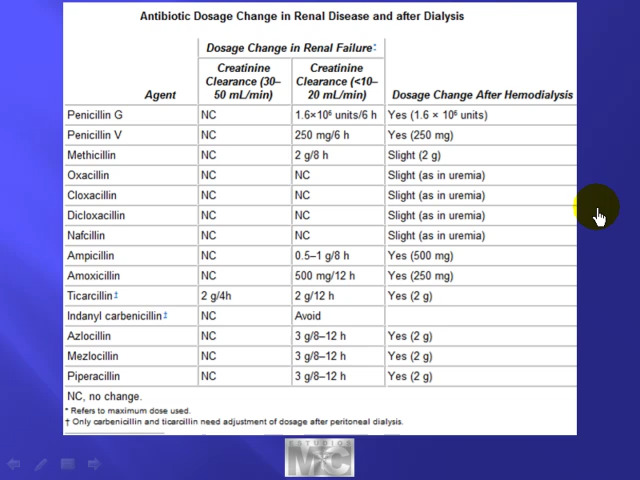 Antibiotic Dosage Change in Renal Disease and after Dialysis
Dosage Change in Renal Failure*
Agent Creatinine Clearance (30–50 mL/min) Creatinine Clearance (<10–20 mL/min) Dosage Change After Hemodialysis
Penicillin G NC 1.6×10⁶ units/6 h Yes (1.6 × 10⁶ units)
Penicillin V NC 250 mg/6 h Yes (250 mg)
Methicillin NC 2 g/8 h Slight (2 g)
Oxacillin NC NC Slight (as in uremia)
Cloxacillin NC NC Slight (as in uremia)
Dicloxacillin NC NC Slight (as in uremia)
Nafcillin NC NC Slight (as in uremia)
Ampicillin NC 0.5–1 g/8 h Yes (500 mg)
Amoxicillin NC 500 mg/12 h Yes (250 mg)
Ticarcillin‡ 2 g/4h 2 g/12 h Yes (2 g)
Indanyl carbenicillin‡ NC Avoid
Azlocillin NC 3 g/8–12 h Yes (2 g)
Mezlocillin NC 3 g/8–12 h Yes (2 g)
Piperacillin NC 3 g/8–12 h Yes (2 g)
NC, no change.
* Refers to maximum dose used.
† Only carbenicillin and ticarcillin need adjustment of dosage after peritoneal dialysis.
ESTUDIOS
MC